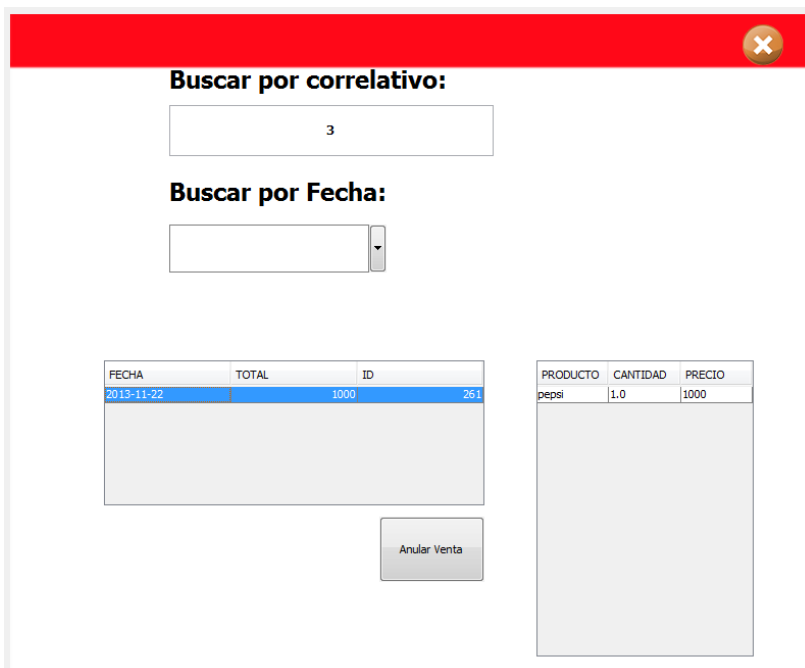 Buscar por correlativo:
3
Buscar por Fecha:
FECHA TOTAL ID
2013-11-22 1000 261
Anular Venta
PRODUCTO CANTIDAD PRECIO
pepsi 1.0 1000